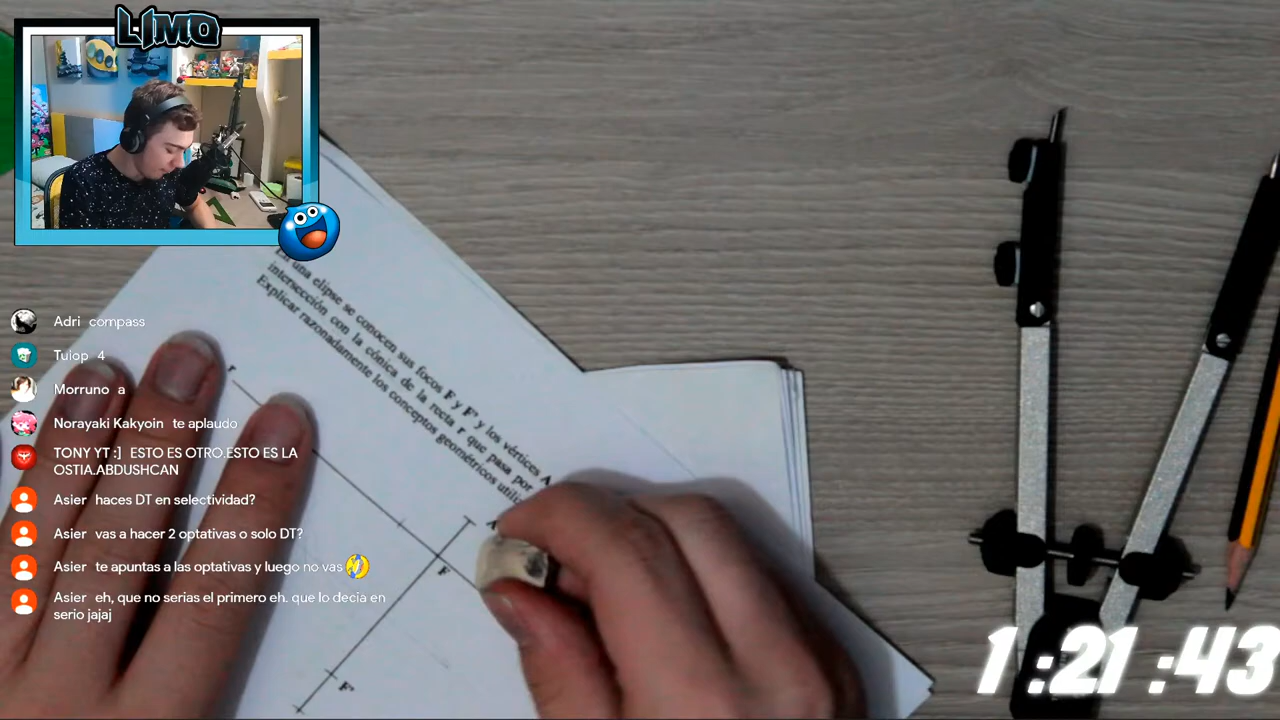 LIMO
En una elipse se conocen sus focos F y F' y los vértices A
intersección con la cónica de la recta r que pasa por
Explicar razonadamente los conceptos geométricos
r
F
F'
Adri compass
Tuiop 4
Morruno a
Norayaki Kakyoin te aplaudo
TONY YT :] ESTO ES OTRO.ESTO ES LA
OSTIA.ABDUSHCAN
Asier haces DT en selectividad?
Asier vas a hacer 2 optativas o solo DT?
Asier te apuntas a las optativas y luego no vas 🤣
Asier eh, que no serias el primero eh. que lo decia en
serio jajaj
1:21:43